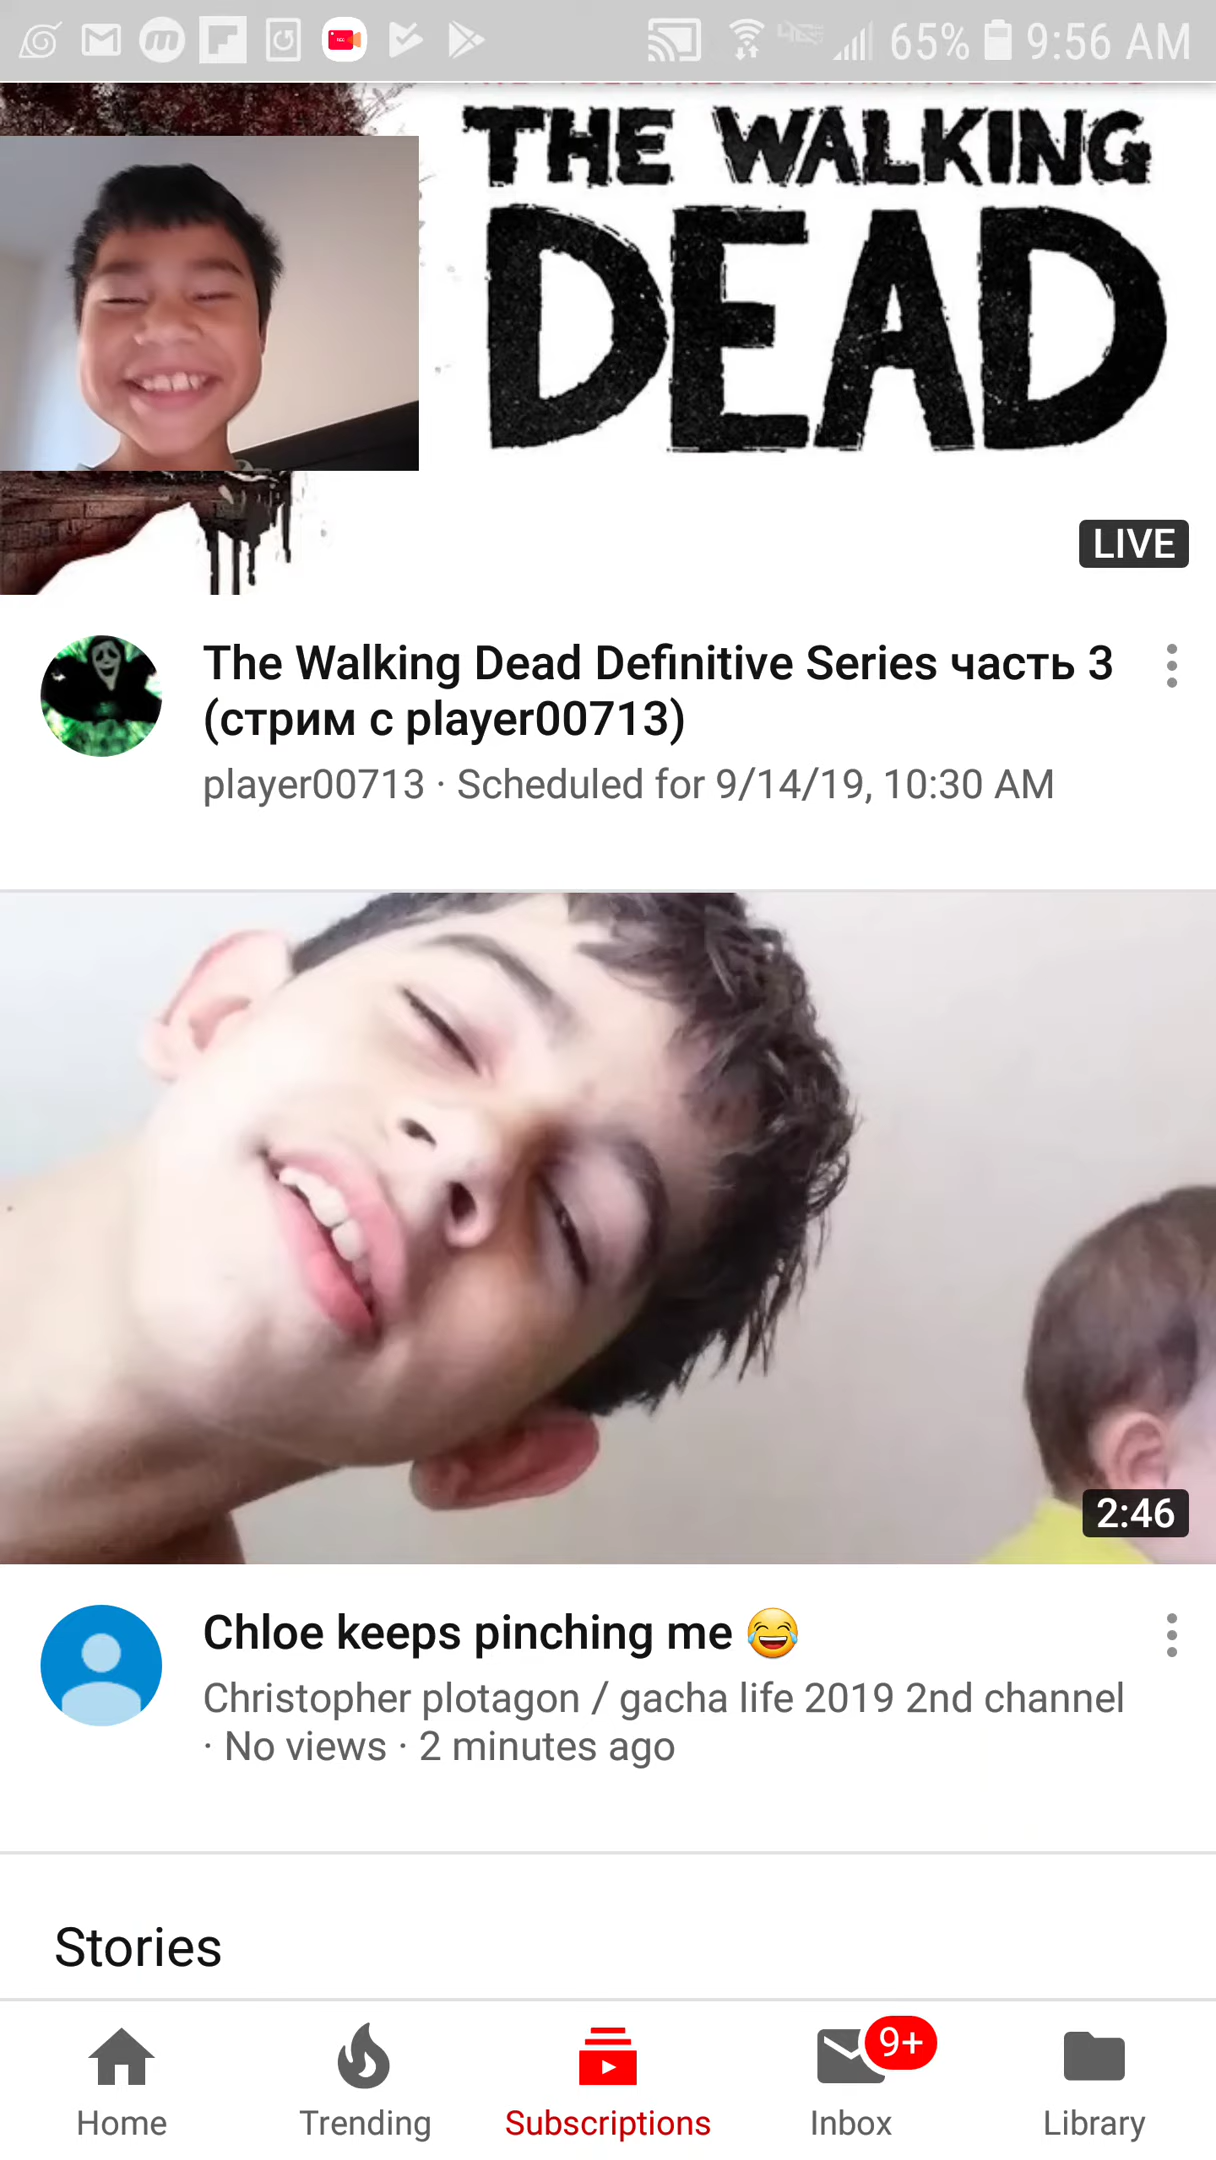 65% 9:56 AM
THE WALKING
DEAD
LIVE
The Walking Dead Definitive Series часть 3
(стрим с player00713)
player00713 · Scheduled for 9/14/19, 10:30 AM
2:46
Chloe keeps pinching me 😂
Christopher plotagon / gacha life 2019 2nd channel
· No views · 2 minutes ago
Stories
9+
Home Trending Subscriptions Inbox Library